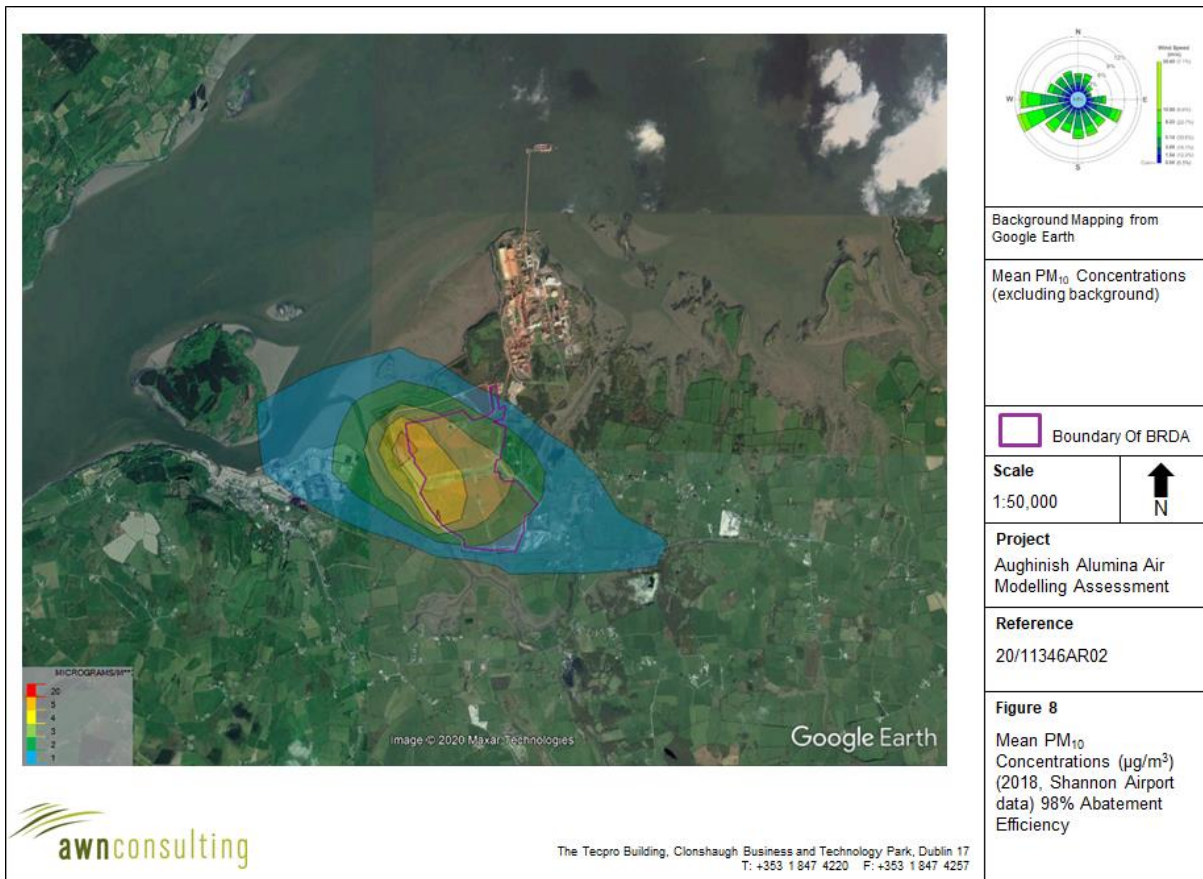 N
W
E
S
Wind Speed
Background Mapping from
Google Earth
Mean PM₁₀ Concentrations
(excluding background)
Boundary Of BRDA
Scale
1:50,000
N
Project
Aughinish Alumina Air
Modelling Assessment
Reference
20/11346AR02
Figure 8
Mean PM₁₀
Concentrations (µg/m³)
(2018, Shannon Airport
data) 98% Abatement
Efficiency
MICROGRAMS/M**
20
5
4
3
2
1
Image © 2020 Maxar Technologies
Google Earth
awnconsulting
The Tecpro Building, Clonshaugh Business and Technology Park, Dublin 17
T: +353 1 847 4220 F: +353 1 847 4257